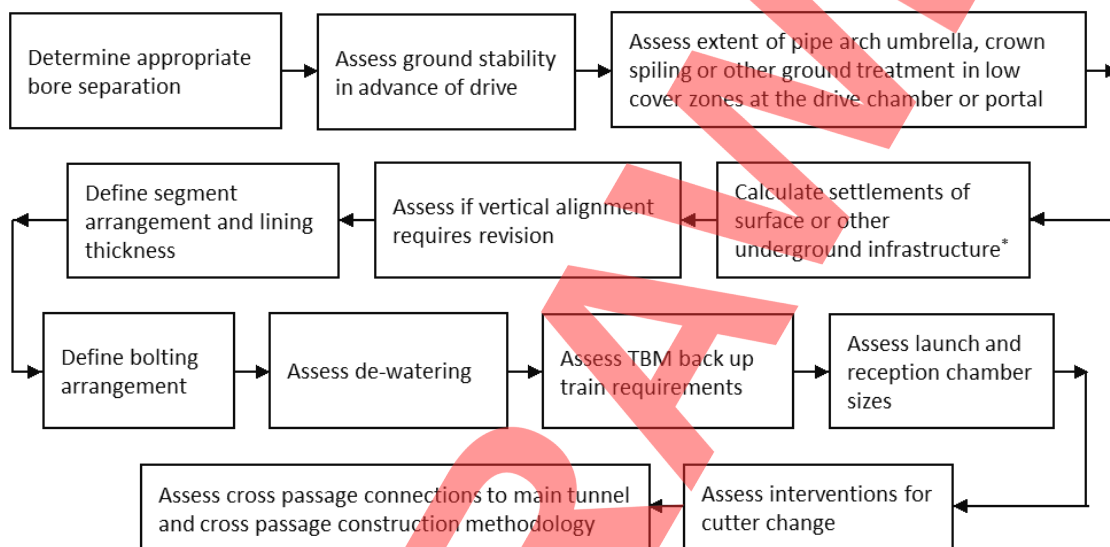 Determine appropriate
bore separation
Assess ground stability
in advance of drive
Assess extent of pipe arch umbrella, crown
spiling or other ground treatment in low
cover zones at the drive chamber or portal
Calculate settlements of
surface or other
underground infrastructure*
Assess if vertical alignment
requires revision
Define segment
arrangement and lining
thickness
Define bolting
arrangement
Assess de-watering
Assess TBM back up
train requirements
Assess launch and
reception chamber
sizes
Assess interventions for
cutter change
Assess cross passage connections to main tunnel
and cross passage construction methodology